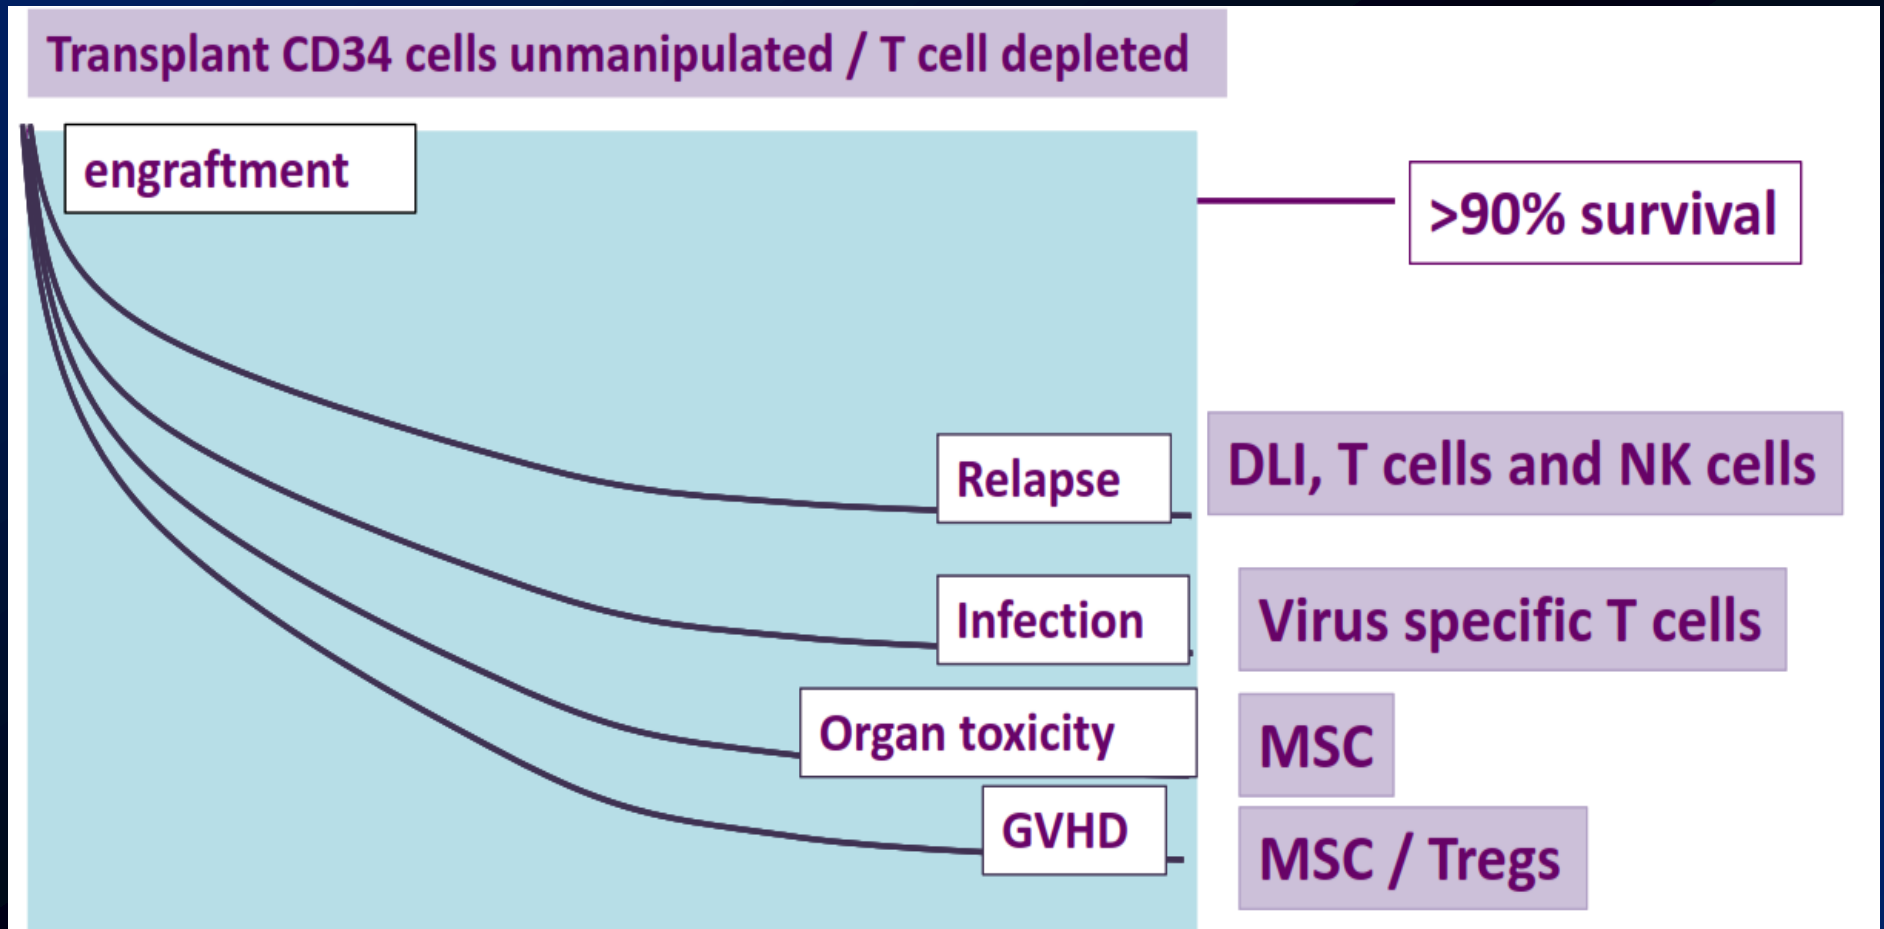 Transplant CD34 cells unmanipulated / T cell depleted
engraftment
>90% survival
Relapse
DLI, T cells and NK cells
Infection
Virus specific T cells
Organ toxicity
MSC
GVHD
MSC / Tregs